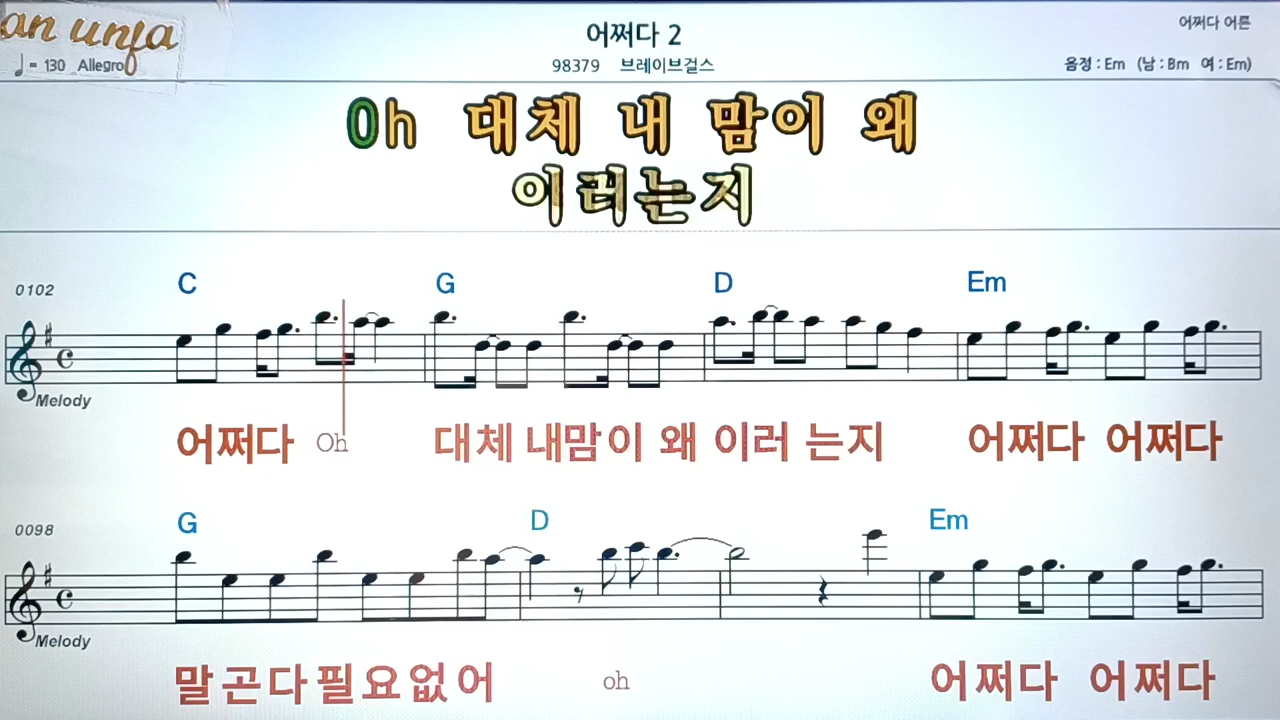 an unfa
어쩌다 2
어쩌다 어른
♩= 130 Allegro
98379 브레이브걸스
음정 : Em (남 : Bm 여 : Em)
Oh 대체 내 맘이 왜
이러는지
0102
C G D Em
Melody
어쩌다 Oh 대체 내맘이 왜 이러 는지 어쩌다 어쩌다
0098
G D Em
Melody
말곤다필요없어 oh 어쩌다 어쩌다